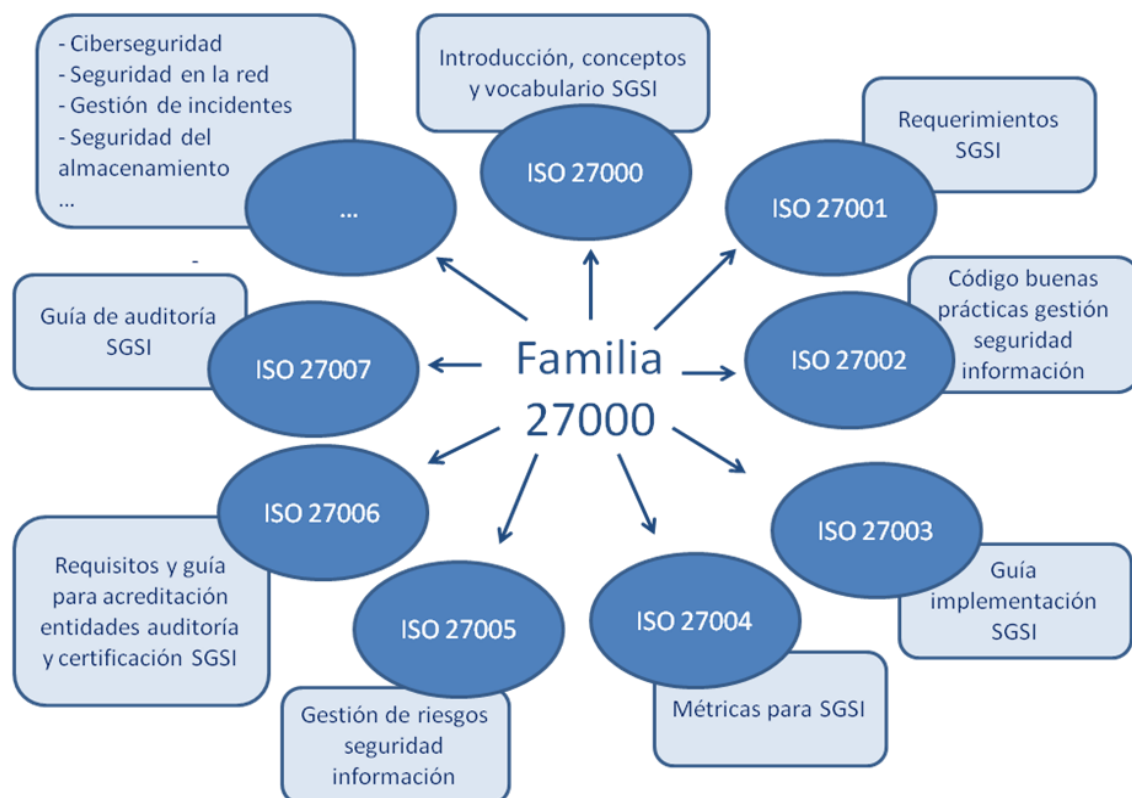 - Ciberseguridad
- Seguridad en la red
- Gestión de incidentes
- Seguridad del
almacenamiento
...
...
Introducción, conceptos
y vocabulario SGSI
ISO 27000
Requerimientos
SGSI
ISO 27001
Código buenas
prácticas gestión
seguridad
información
ISO 27002
-
Guía de auditoría
SGSI
ISO 27007
Familia
27000
ISO 27003
Guía
implementación
SGSI
ISO 27006
Requisitos y guía
para acreditación
entidades auditoría
y certificación SGSI
ISO 27005
Gestión de riesgos
seguridad
información
ISO 27004
Métricas para SGSI